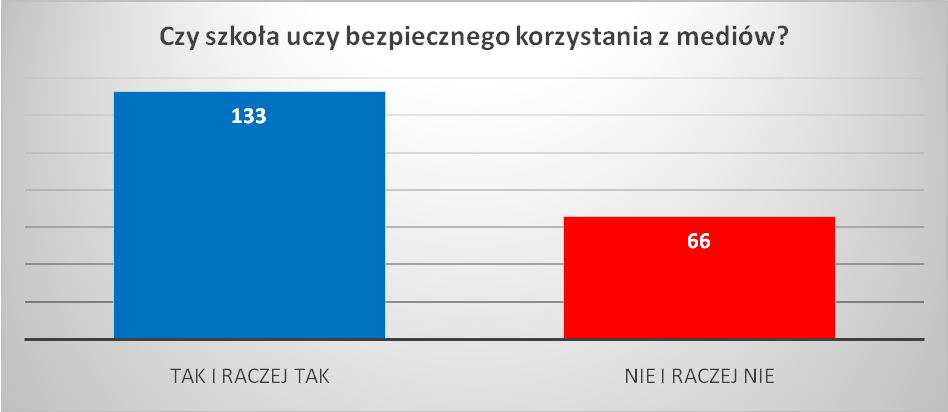 Czy szkoła uczy bezpiecznego korzystania z mediów?
133
66
TAK I RACZEJ TAK
NIE I RACZEJ NIE